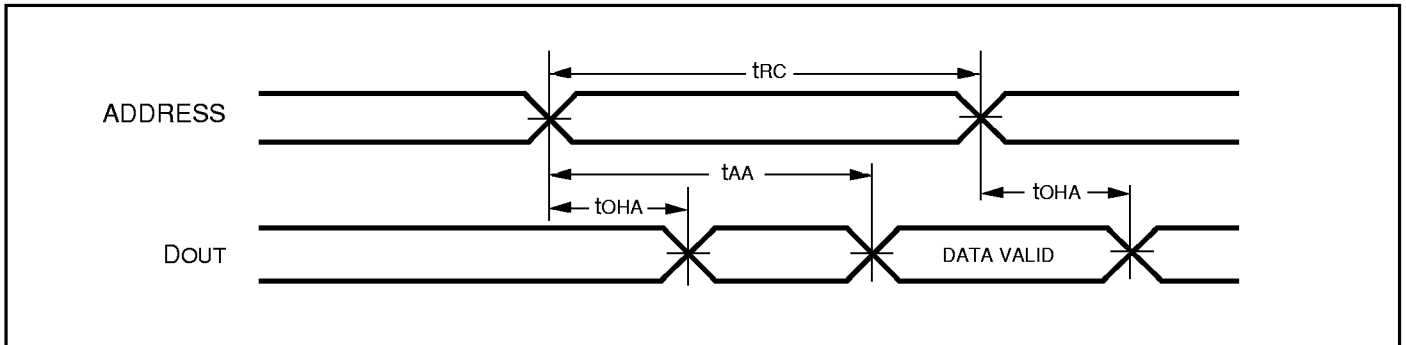 tRC
ADDRESS
tAA
tOHA
tOHA
DOUT
DATA VALID